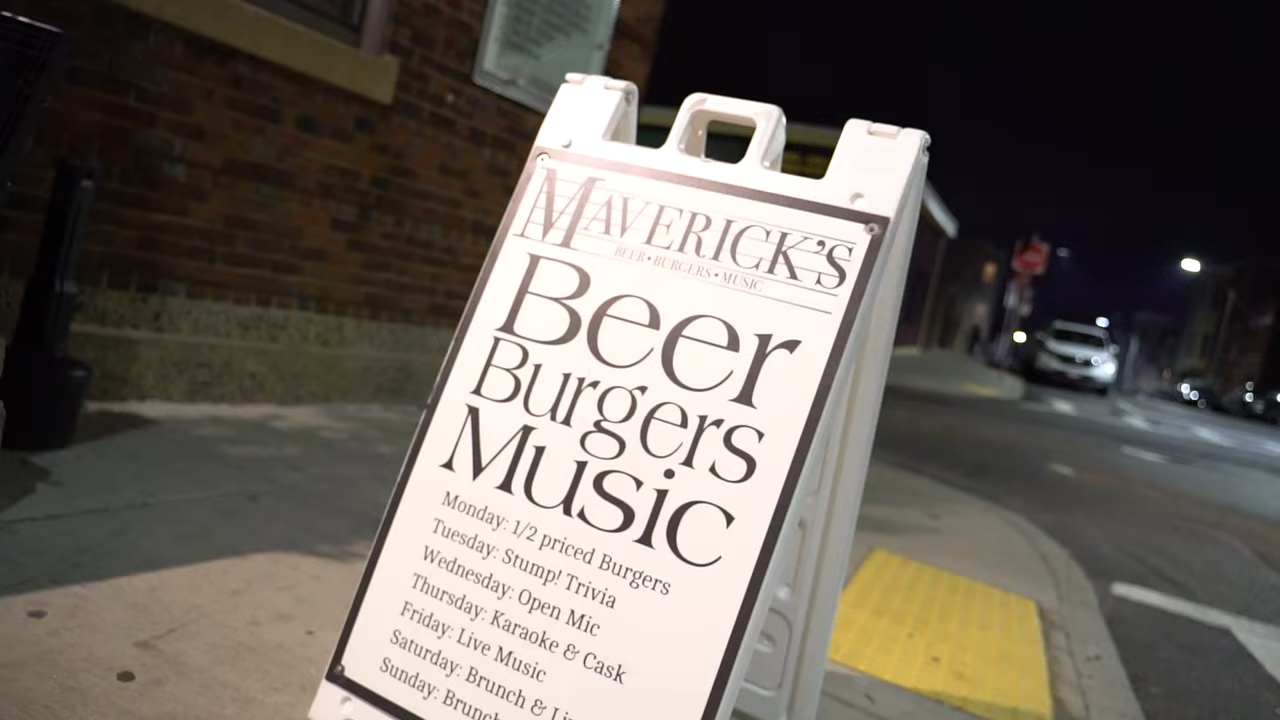 MAVERICK'S
BEER • BURGERS • MUSIC
Beer
Burgers
Music
Monday: 1/2 priced Burgers
Tuesday: Stump! Trivia
Wednesday: Open Mic
Thursday: Karaoke & Cask
Friday: Live Music
Saturday: Brunch &
Sunday: Brunch